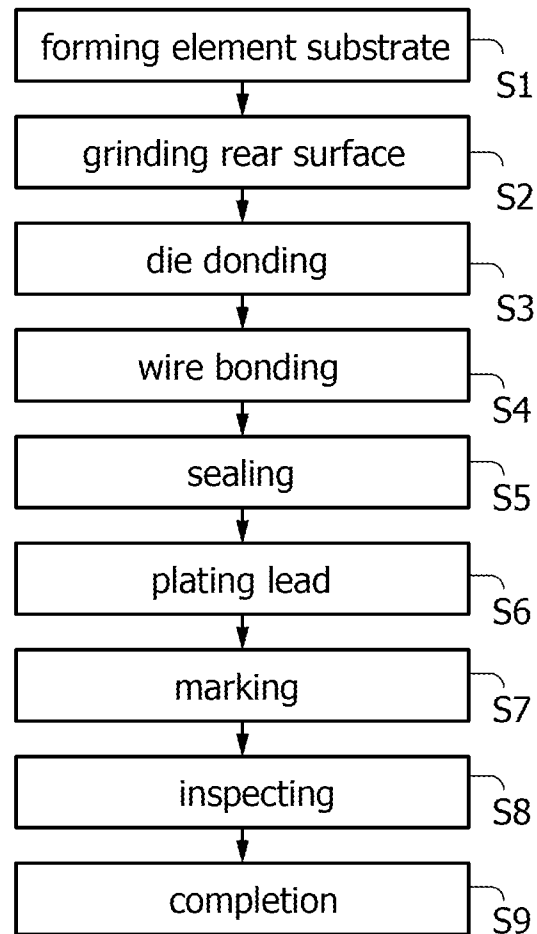 forming element substrate
S1
grinding rear surface
S2
die donding
S3
wire bonding
S4
sealing
S5
plating lead
S6
marking
S7
inspecting
S8
completion
S9